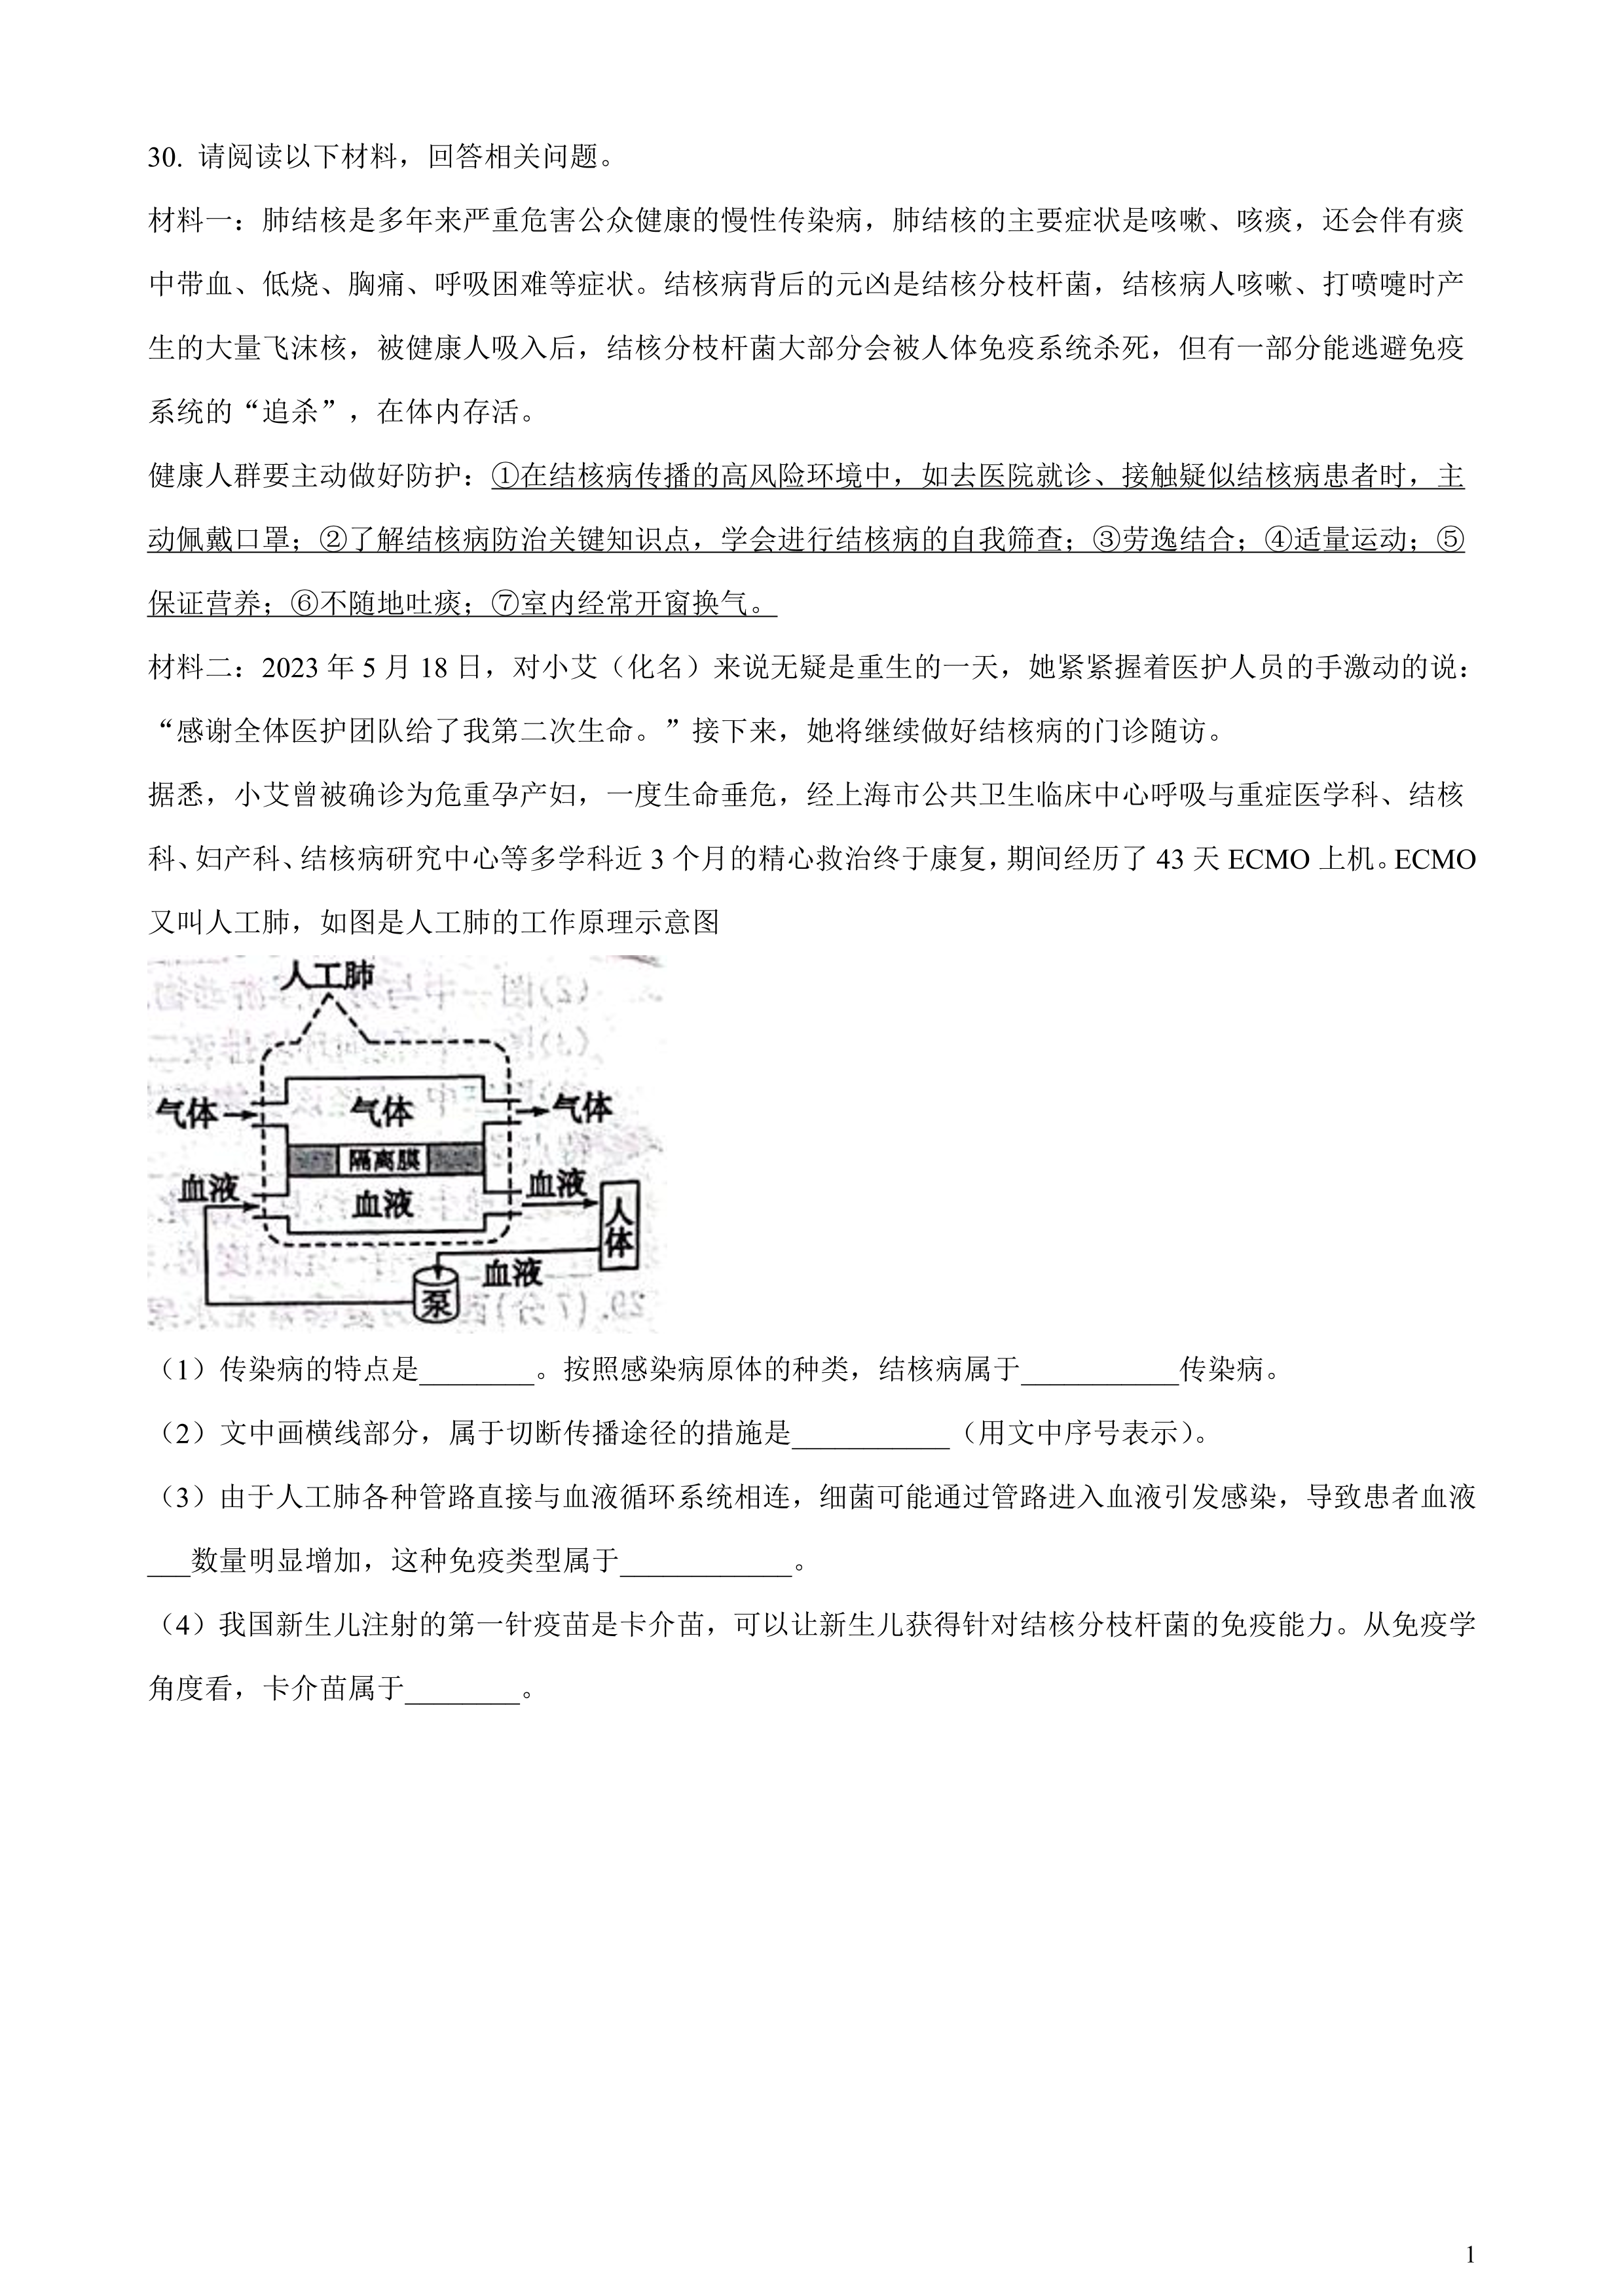 30. 请阅读以下材料，回答相关问题。
材料一：肺结核是多年来严重危害公众健康的慢性传染病，肺结核的主要症状是咳嗽、咳痰，还会伴有痰
中带血、低烧、胸痛、呼吸困难等症状。结核病背后的元凶是结核分枝杆菌，结核病人咳嗽、打喷嚏时产
生的大量飞沫核，被健康人吸入后，结核分枝杆菌大部分会被人体免疫系统杀死，但有一部分能逃避免疫
系统的“追杀”，在体内存活。
健康人群要主动做好防护：①在结核病传播的高风险环境中，如去医院就诊、接触疑似结核病患者时，主
动佩戴口罩；②了解结核病防治关键知识点，学会进行结核病的自我筛查；③劳逸结合；④适量运动；⑤
保证营养；⑥不随地吐痰；⑦室内经常开窗换气。
材料二：2023 年 5 月 18 日，对小艾（化名）来说无疑是重生的一天，她紧紧握着医护人员的手激动的说：
“感谢全体医护团队给了我第二次生命。”接下来，她将继续做好结核病的门诊随访。
据悉，小艾曾被确诊为危重孕产妇，一度生命垂危，经上海市公共卫生临床中心呼吸与重症医学科、结核
科、妇产科、结核病研究中心等多学科近 3 个月的精心救治终于康复，期间经历了 43 天 ECMO 上机。ECMO
又叫人工肺，如图是人工肺的工作原理示意图
人工肺
气体
气体
气体
隔离膜
血液
血液
血液
人体
血液
泵
（1）传染病的特点是________。按照感染病原体的种类，结核病属于___________传染病。
（2）文中画横线部分，属于切断传播途径的措施是___________（用文中序号表示）。
（3）由于人工肺各种管路直接与血液循环系统相连，细菌可能通过管路进入血液引发感染，导致患者血液
___数量明显增加，这种免疫类型属于____________。
（4）我国新生儿注射的第一针疫苗是卡介苗，可以让新生儿获得针对结核分枝杆菌的免疫能力。从免疫学
角度看，卡介苗属于________。
1